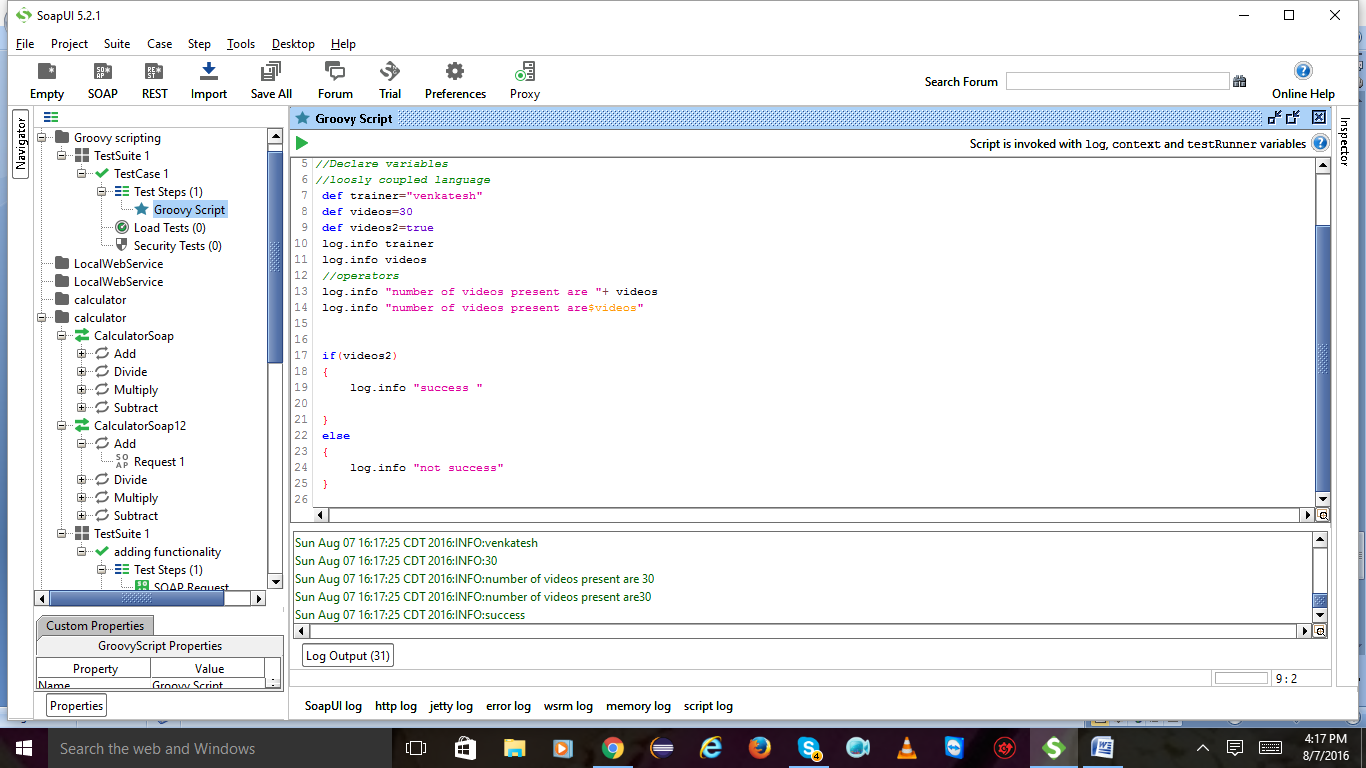 SoapUI 5.2.1
File Project Suite Case Step Tools Desktop Help
Empty SOAP REST Import Save All Forum Trial Preferences Proxy Search Forum Online Help
Navigator
Groovy scripting
TestSuite 1
TestCase 1
Test Steps (1)
Groovy Script
Load Tests (0)
Security Tests (0)
LocalWebService
LocalWebService
calculator
calculator
CalculatorSoap
Add
Divide
Multiply
Subtract
CalculatorSoap12
Add
SOAP Request 1
Divide
Multiply
Subtract
TestSuite 1
adding functionality
Test Steps (1)
SOAP Request
Custom Properties
GroovyScript Properties
Property Value
Name Groovy Script
Properties
Groovy Script
Script is invoked with log, context and testRunner variables
Inspector
5 //Declare variables
6 //loosly coupled language
7 def trainer="venkatesh"
8 def videos=30
9 def videos2=true
10 log.info trainer
11 log.info videos
12 //operators
13 log.info "number of videos present are "+ videos
14 log.info "number of videos present are$videos"
15
16
17 if(videos2)
18 {
19 log.info "success "
20
21 }
22 else
23 {
24 log.info "not success"
25 }
26
Sun Aug 07 16:17:25 CDT 2016:INFO:venkatesh
Sun Aug 07 16:17:25 CDT 2016:INFO:30
Sun Aug 07 16:17:25 CDT 2016:INFO:number of videos present are 30
Sun Aug 07 16:17:25 CDT 2016:INFO:number of videos present are30
Sun Aug 07 16:17:25 CDT 2016:INFO:success
Log Output (31)
9 : 2
SoapUI log http log jetty log error log wsrm log memory log script log
Search the web and Windows
4
4:17 PM
8/7/2016